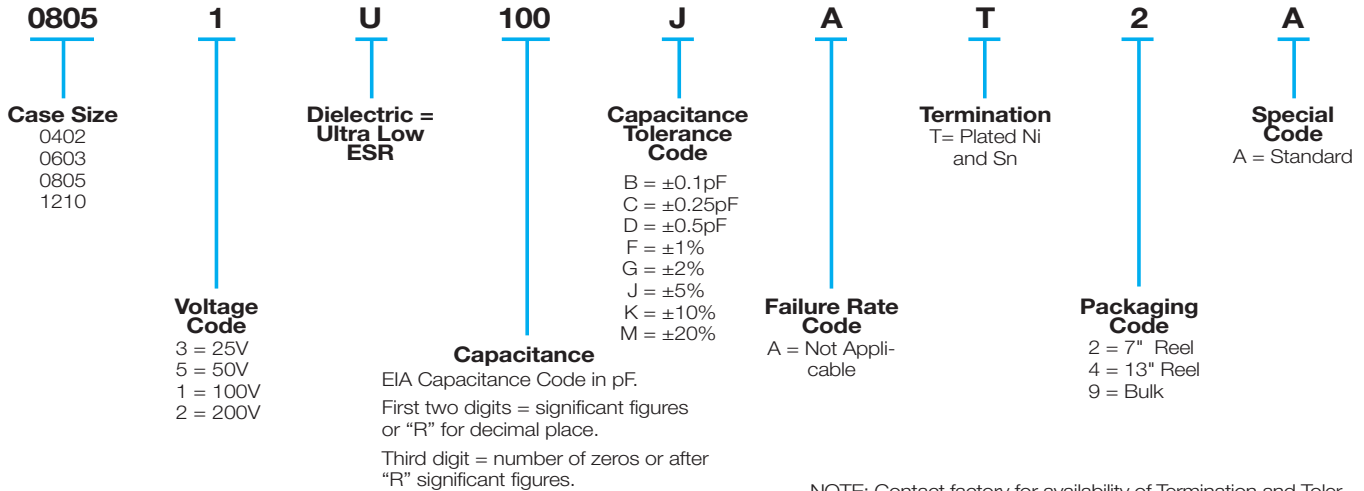 0805 1 U 100 J A T 2 A
Case Size
0402
0603
0805
1210
Voltage
Code
3 = 25V
5 = 50V
1 = 100V
2 = 200V
Dielectric =
Ultra Low
ESR
Capacitance
EIA Capacitance Code in pF.
First two digits = significant figures
or “R” for decimal place.
Third digit = number of zeros or after
“R” significant figures.
Capacitance
Tolerance
Code
B = ±0.1pF
C = ±0.25pF
D = ±0.5pF
F = ±1%
G = ±2%
J = ±5%
K = ±10%
M = ±20%
Failure Rate
Code
A = Not Appli-
cable
Termination
T= Plated Ni
and Sn
Packaging
Code
2 = 7" Reel
4 = 13" Reel
9 = Bulk
Special
Code
A = Standard
NOTE: Contact factory for availability of Termination and Toler-